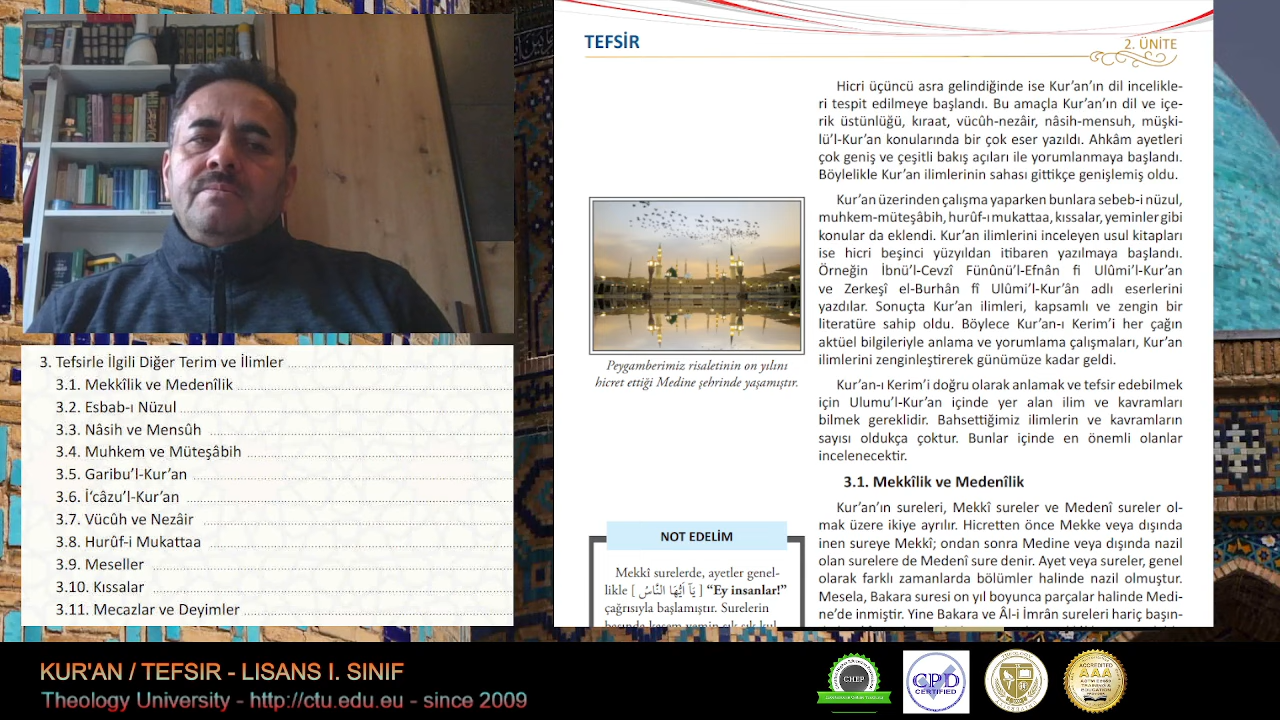 3. Tefsirle İlgili Diğer Terim ve İlimler
3.1. Mekkîlik ve Medenîlik
3.2. Esbab-ı Nüzul
3.3. Nâsih ve Mensûh
3.4. Muhkem ve Müteşâbih
3.5. Garibu’l-Kur’an
3.6. İ‘câzu’l-Kur’an
3.7. Vücûh ve Nezâir
3.8. Hurûf-i Mukattaa
3.9. Meseller
3.10. Kıssalar
3.11. Mecazlar ve Deyimler
TEFSİR
2. ÜNİTE
Hicri üçüncü asra gelindiğinde ise Kur’an’ın dil incelikle-
ri tespit edilmeye başlandı. Bu amaçla Kur’an’ın dil ve içe-
rik üstünlüğü, kıraat, vücûh-nezâir, nâsih-mensuh, müşki-
lü’l-Kur’an konularında bir çok eser yazıldı. Ahkâm ayetleri
çok geniş ve çeşitli bakış açıları ile yorumlanmaya başlandı.
Böylelikle Kur’an ilimlerinin sahası gittikçe genişlemiş oldu.
Kur’an üzerinden çalışma yaparken bunlara sebeb-i nüzul,
muhkem-müteşâbih, hurûf-ı mukattaa, kıssalar, yeminler gibi
konular da eklendi. Kur’an ilimlerini inceleyen usul kitapları
ise hicri beşinci yüzyıldan itibaren yazılmaya başlandı.
Örneğin İbnü’l-Cevzî Fünûnü’l-Efnân fi Ulûmi’l-Kur’an
ve Zerkeşî el-Burhân fî Ulûmi’l-Kur’ân adlı eserlerini
yazdılar. Sonuçta Kur’an ilimleri, kapsamlı ve zengin bir
literatüre sahip oldu. Böylece Kur’an-ı Kerim’i her çağın
aktüel bilgileriyle anlama ve yorumlama çalışmaları, Kur’an
ilimlerini zenginleştirerek günümüze kadar geldi.
Kur’an-ı Kerim’i doğru olarak anlamak ve tefsir edebilmek
için Ulumu’l-Kur’an içinde yer alan ilim ve kavramları
bilmek gereklidir. Bahsettiğimiz ilimlerin ve kavramların
sayısı oldukça çoktur. Bunlar içinde en önemli olanlar
incelenecektir.
3.1. Mekkîlik ve Medenîlik
Kur’an’ın sureleri, Mekkî sureler ve Medenî sureler ol-
mak üzere ikiye ayrılır. Hicretten önce Mekke veya dışında
inen sureye Mekkî; ondan sonra Medine veya dışında nazil
olan surelere de Medenî sure denir. Ayet veya sureler, genel
olarak farklı zamanlarda bölümler halinde nazil olmuştur.
Mesela, Bakara suresi on yıl boyunca parçalar halinde Medi-
ne’de inmiştir. Yine Bakara ve Âl-i İmrân sureleri hariç başın-
Peygamberimiz risaletinin on yılını
hicret ettiği Medine şehrinde yaşamıştır.
NOT EDELİM
Mekkî surelerde, ayetler genel-
likle [ يَآ اَيُّهَا النَّاسُ ] “Ey insanlar!”
çağrısıyla başlamıştır. Surelerin
KUR'AN / TEFSIR - LISANS I. SINIF
Theology University - http://ctu.edu.eu - since 2009
CPD
CERTIFIED
ACCREDITED
AAA